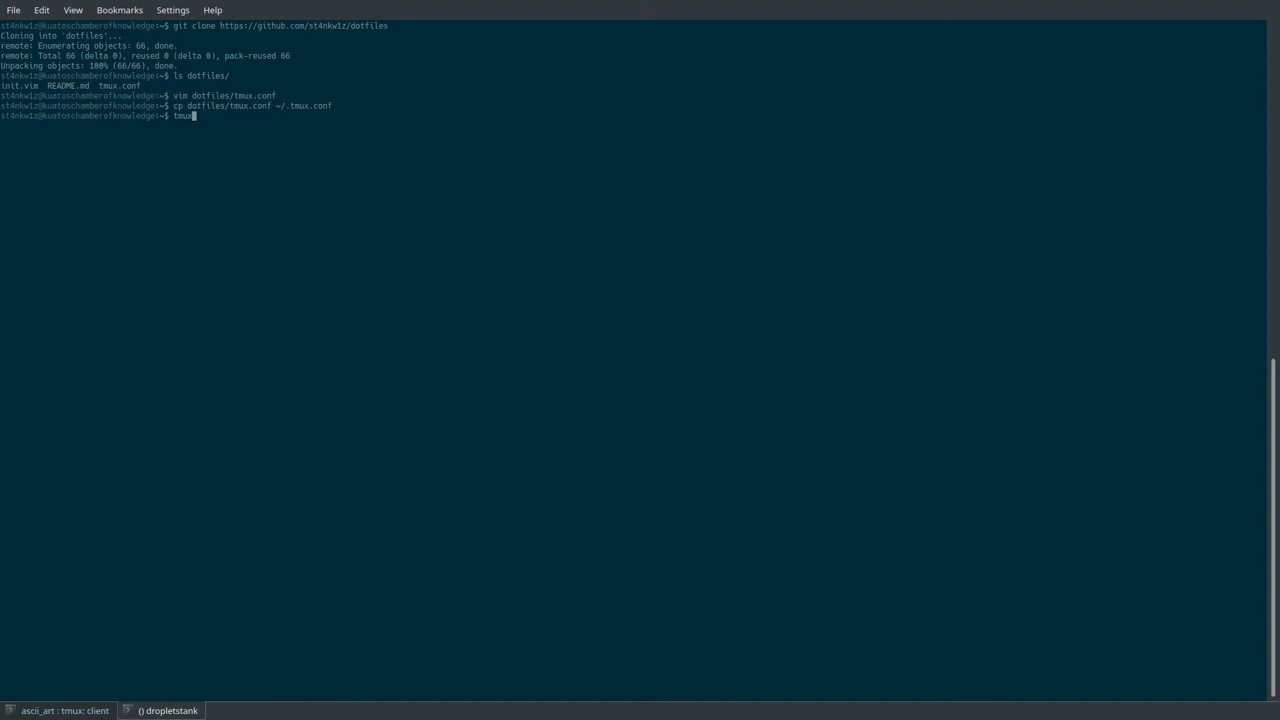 File Edit View Bookmarks Settings Help
st4nkw1z@kuatoschamberofknowledge:~$ git clone https://github.com/st4nkw1z/dotfiles
Cloning into 'dotfiles'...
remote: Enumerating objects: 66, done.
remote: Total 66 (delta 0), reused 0 (delta 0), pack-reused 66
Unpacking objects: 100% (66/66), done.
st4nkw1z@kuatoschamberofknowledge:~$ ls dotfiles/
init.vim  README.md  tmux.conf
st4nkw1z@kuatoschamberofknowledge:~$ vim dotfiles/tmux.conf
st4nkw1z@kuatoschamberofknowledge:~$ cp dotfiles/tmux.conf ~/.tmux.conf
st4nkw1z@kuatoschamberofknowledge:~$ tmux
ascii_art : tmux: client () dropletstank